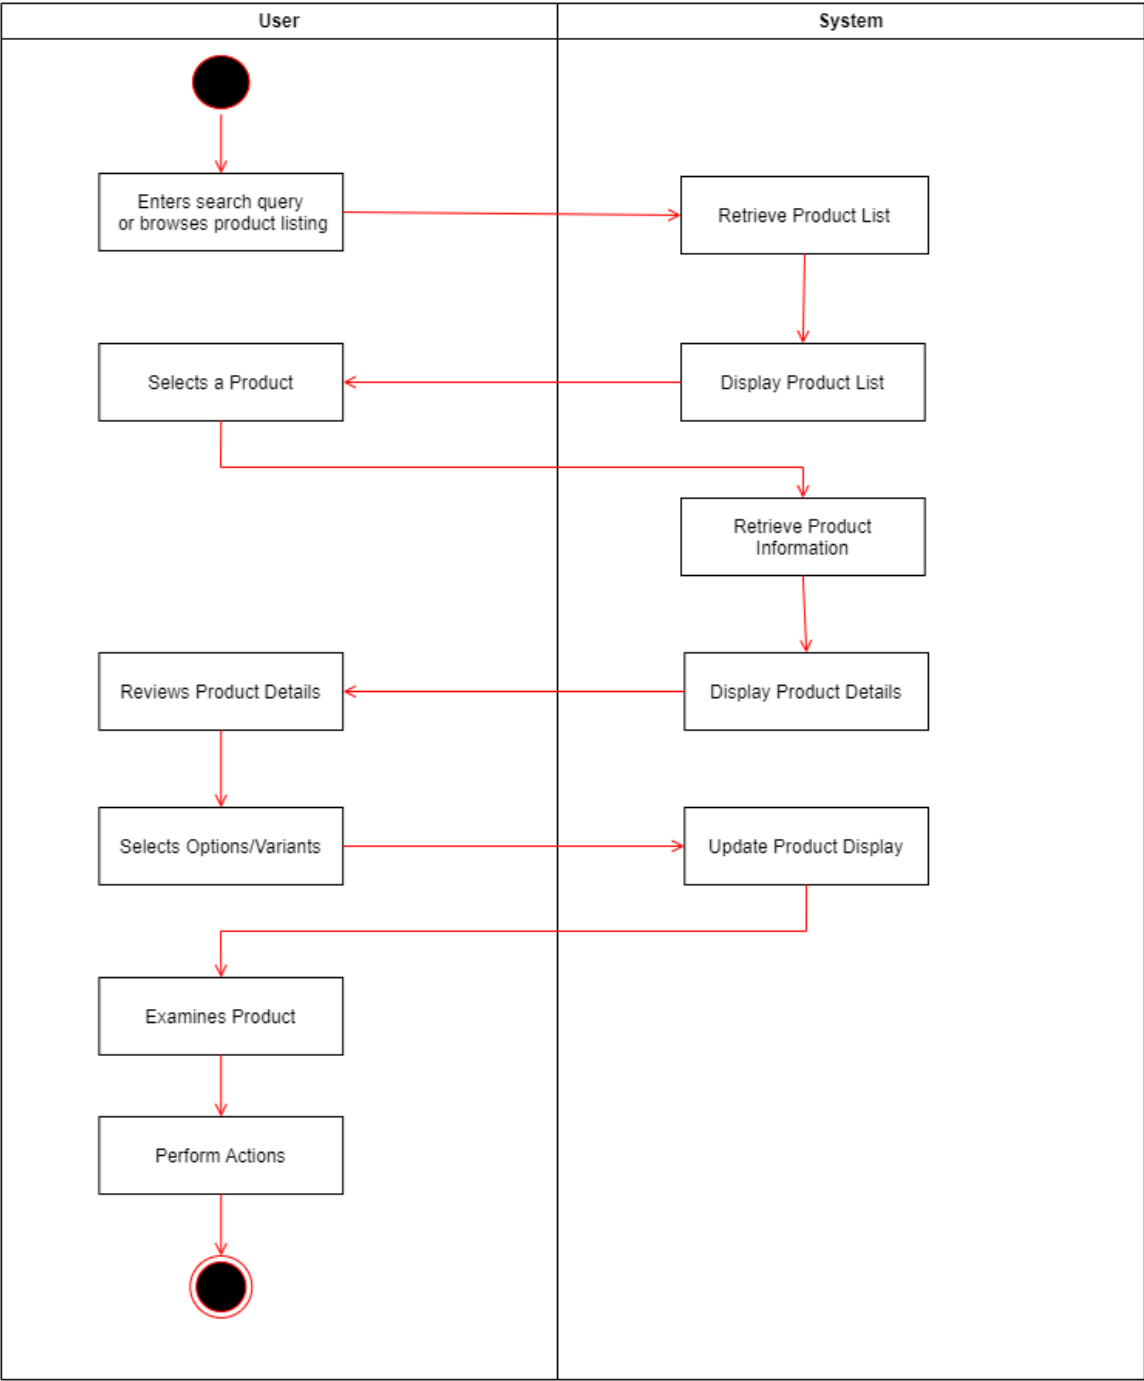 User
System
Enters search query
or browses product listing
Retrieve Product List
Selects a Product
Display Product List
Retrieve Product
Information
Reviews Product Details
Display Product Details
Selects Options/Variants
Update Product Display
Examines Product
Perform Actions